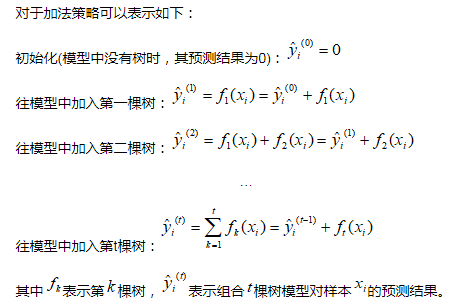 对于加法策略可以表示如下：
初始化(模型中没有树时，其预测结果为0)：$\hat{y}_i^{(0)} = 0$
往模型中加入第一棵树：$\hat{y}_i^{(1)} = f_1(x_i) = \hat{y}_i^{(0)} + f_1(x_i)$
往模型中加入第二棵树：$\hat{y}_i^{(2)} = f_1(x_i) + f_2(x_i) = \hat{y}_i^{(1)} + f_2(x_i)$
...
往模型中加入第t棵树：$\hat{y}_i^{(t)} = \sum_{k=1}^{t} f_k(x_i) = \hat{y}_i^{(t-1)} + f_t(x_i)$
其中$f_k$表示第$k$棵树，$\hat{y}_i^{(t)}$表示组合$t$棵树模型对样本$x_i$的预测结果。